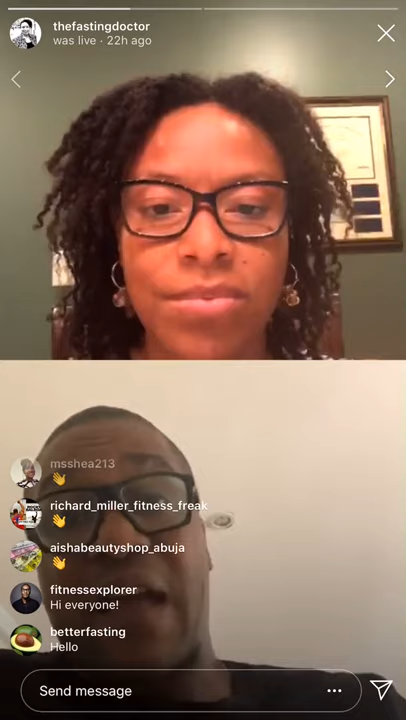 thefastingdoctor
was live · 22h ago
msshea213
👋
richard_miller_fitness_freak
👋
aishabeautyshop_abuja
👋
fitnessexplorer
Hi everyone!
betterfasting
Hello
Send message